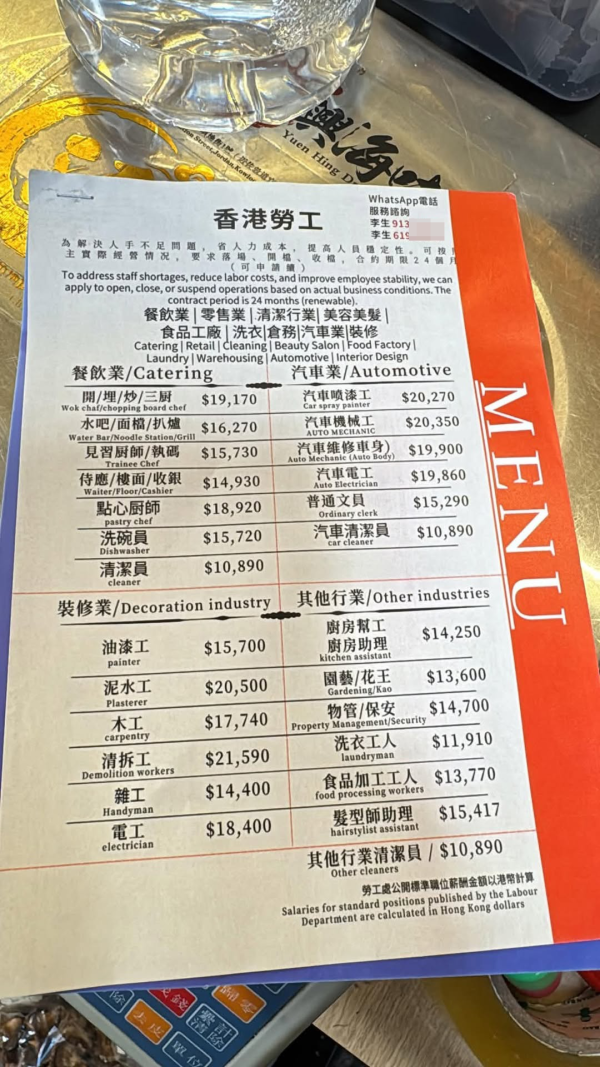 興海味
Yuen Hing D
WhatsApp電話
服務諮詢
李生 913
李生 619
香港勞工
為解決人手不足問題，省人力成本，提高人員穩定性。可按
主實際經營情況，要求落場、開檔、收檔，合約期限24個月
（可申請續）
To address staff shortages, reduce labor costs, and improve employee stability, we can
apply to open, close, or suspend operations based on actual business conditions. The
contract period is 24 months (renewable).
餐飲業 | 零售業 | 清潔行業| 美容美髮 |
食品工廠 | 洗衣|倉務|汽車業|裝修
Catering | Retail | Cleaning | Beauty Salon | Food Factory |
Laundry | Warehousing | Automotive | Interior Design
餐飲業/Catering
開/埋/炒/三厨 $19,170
Wok chaf/chopping board chef
水吧/面檔/扒爐 $16,270
Water Bar/Noodle Station/Grill
見習厨師/執碼 $15,730
Trainee Chef
侍應/樓面/收銀 $14,930
Waiter/Floor/Cashier
點心厨師 $18,920
pastry chef
洗碗員 $15,720
Dishwasher
清潔員 $10,890
cleaner
汽車業/Automotive
汽車噴漆工 $20,270
Car spray painter
汽車機械工 $20,350
AUTO MECHANIC
汽車維修車身) $19,900
Auto Mechanic (Auto Body)
汽車電工 $19,860
Auto Electrician
普通文員 $15,290
Ordinary clerk
汽車清潔員 $10,890
car cleaner
裝修業/Decoration industry
油漆工 $15,700
painter
泥水工 $20,500
Plasterer
木工 $17,740
carpentry
清拆工 $21,590
Demolition workers
雜工 $14,400
Handyman
電工 $18,400
electrician
其他行業/Other industries
厨房幫工
厨房助理 $14,250
kitchen assistant
園藝/花王 $13,600
Gardening/Kao
物管/保安 $14,700
Property Management/Security
洗衣工人 $11,910
laundryman
食品加工工人 $13,770
food processing workers
髮型師助理 $15,417
hairstylist assistant
其他行業清潔員 / $10,890
Other cleaners
勞工處公開標準職位薪酬金額以港幣計算
Salaries for standard positions published by the Labour
Department are calculated in Hong Kong dollars
MENU
去皮
累計
清除
單位